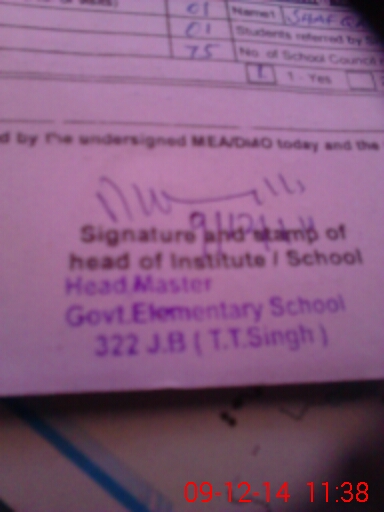 01 Name:
01 Students referred by
75 No. of School Council
1 1 - Yes
d by the undersigned MEA/DMO today and the
Signature and stamp of
head of Institute / School
Head Master
Govt.Elementary School
322 J.B ( T.T.Singh )
09-12-14 11:38